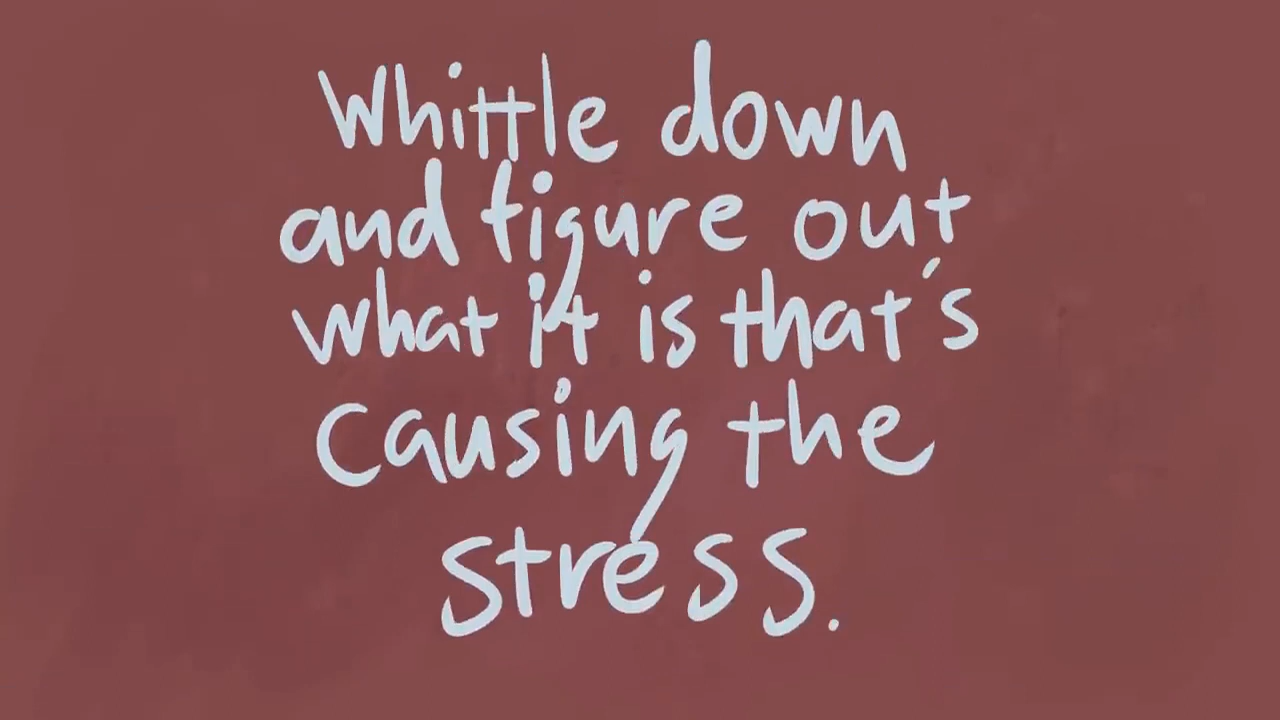 Whittle down
and figure out
what it is that's
causing the
stress.